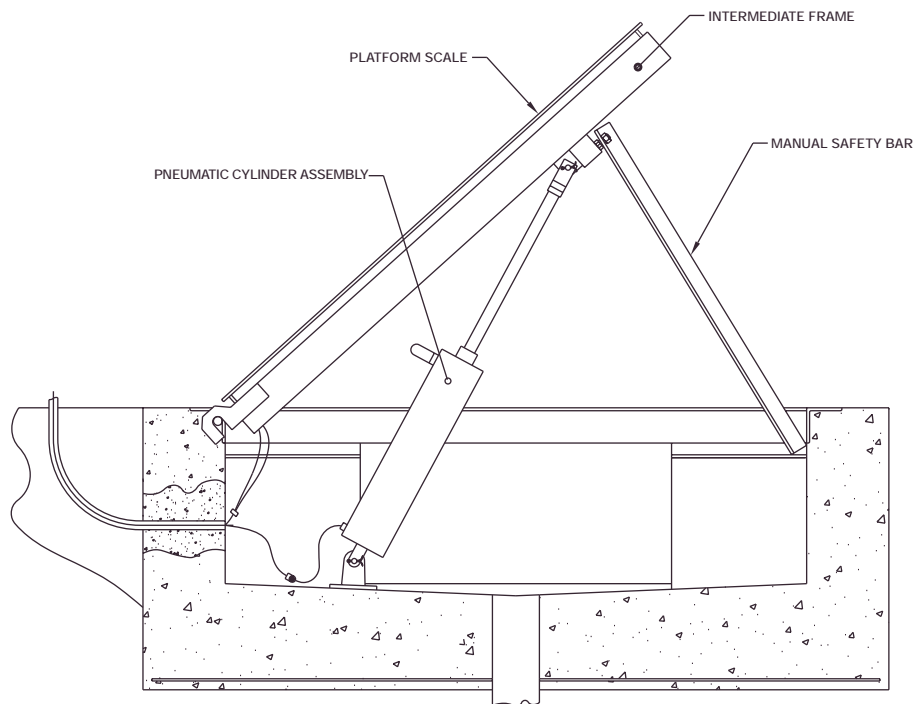 INTERMEDIATE FRAME
PLATFORM SCALE
MANUAL SAFETY BAR
PNEUMATIC CYLINDER ASSEMBLY